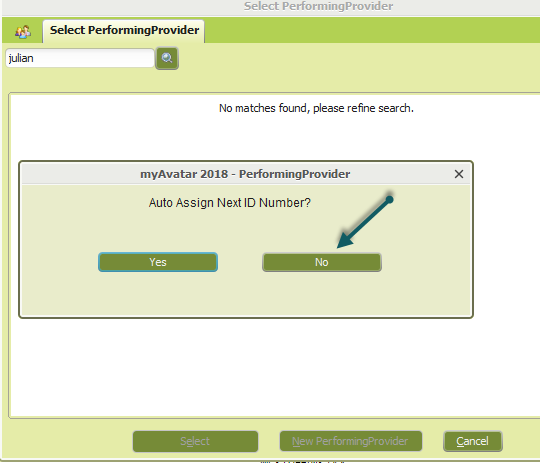 Select PerformingProvider
Select PerformingProvider
julian
No matches found, please refine search.
myAvatar 2018 - PerformingProvider
Auto Assign Next ID Number?
Yes
No
Select
New PerformingProvider
Cancel